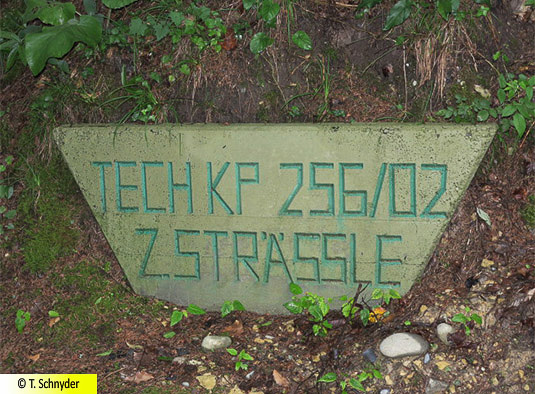 TECH KP 256/02
Z STRÄSSLE
© T. Schnyder